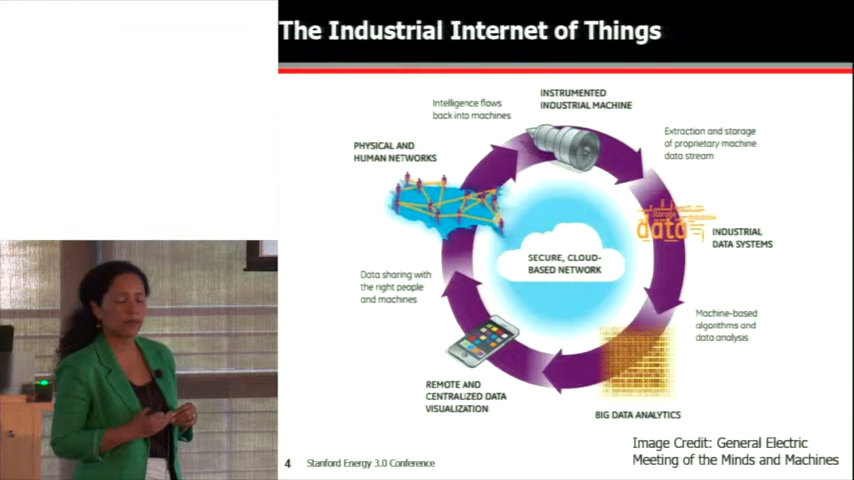 The Industrial Internet of Things
INSTRUMENTED
INDUSTRIAL MACHINE
Intelligence flows
back into machines
Extraction and storage
of proprietary machine
data stream
PHYSICAL AND
HUMAN NETWORKS
storage
database
data
INDUSTRIAL
DATA SYSTEMS
SECURE, CLOUD-
BASED NETWORK
Data sharing with
the right people
and machines
Machine-based
algorithms and
data analysis
REMOTE AND
CENTRALIZED DATA
VISUALIZATION
BIG DATA ANALYTICS
Image Credit: General Electric
Meeting of the Minds and Machines
4 Stanford Energy 3.0 Conference